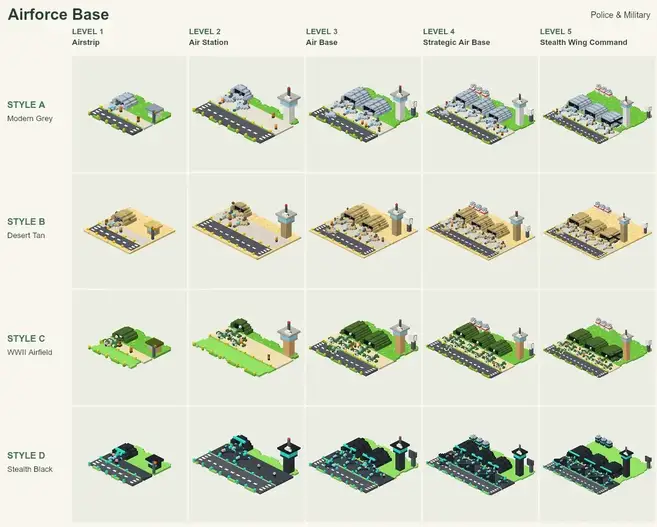 Airforce Base
Police & Military
LEVEL 1
Airstrip
LEVEL 2
Air Station
LEVEL 3
Air Base
LEVEL 4
Strategic Air Base
LEVEL 5
Stealth Wing Command
STYLE A
Modern Grey
STYLE B
Desert Tan
STYLE C
WWII Airfield
STYLE D
Stealth Black